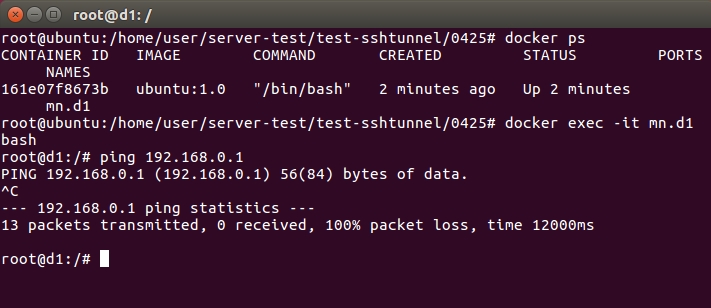 root@d1: /
root@ubuntu:/home/user/server-test/test-sshtunnel/0425# docker ps
CONTAINER ID   IMAGE        COMMAND       CREATED         STATUS         PORTS
     NAMES
161e07f8673b   ubuntu:1.0   "/bin/bash"   2 minutes ago   Up 2 minutes
     mn.d1
root@ubuntu:/home/user/server-test/test-sshtunnel/0425# docker exec -it mn.d1
bash
root@d1:/# ping 192.168.0.1
PING 192.168.0.1 (192.168.0.1) 56(84) bytes of data.
^C
--- 192.168.0.1 ping statistics ---
13 packets transmitted, 0 received, 100% packet loss, time 12000ms
root@d1:/#